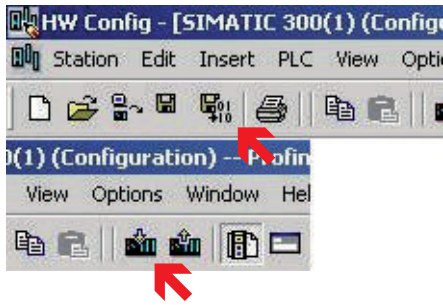 HW Config - [SIMATIC 300(1) (Configu
Station Edit Insert PLC View Optio
0(1) (Configuration) -- Profin
View Options Window Hel